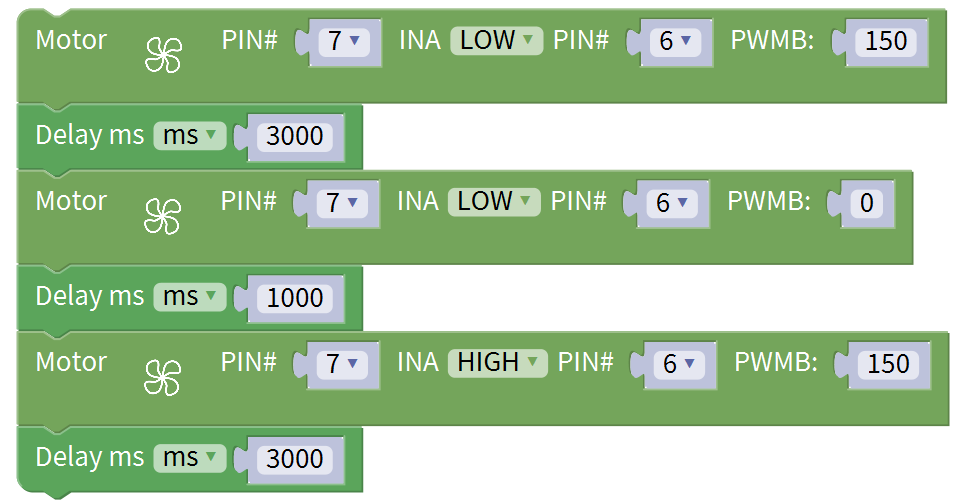 Motor PIN# 7 INA LOW PIN# 6 PWMB: 150
Delay ms ms 3000
Motor PIN# 7 INA LOW PIN# 6 PWMB: 0
Delay ms ms 1000
Motor PIN# 7 INA HIGH PIN# 6 PWMB: 150
Delay ms ms 3000